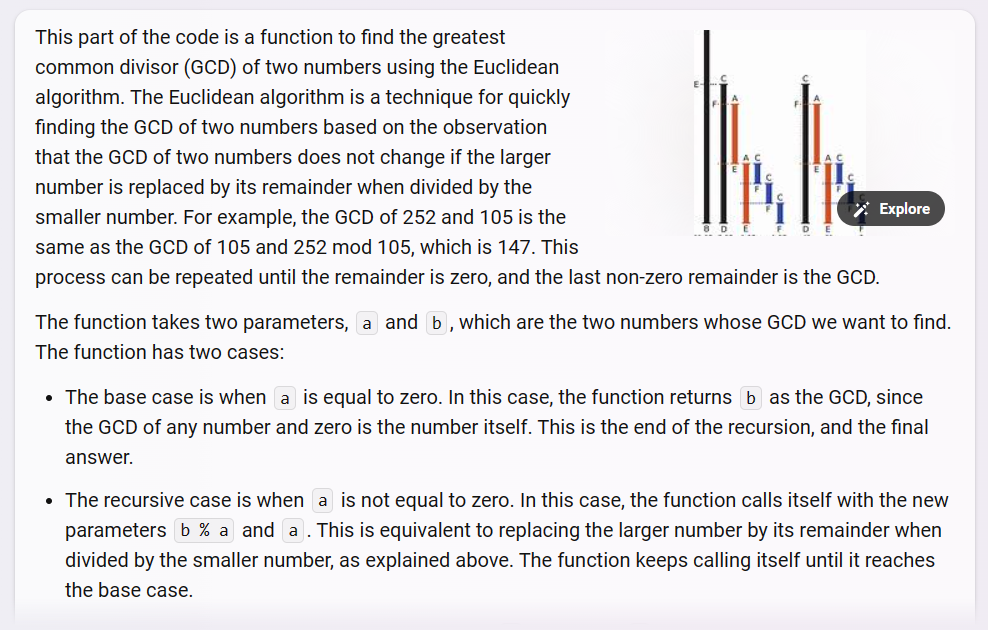 This part of the code is a function to find the greatest
common divisor (GCD) of two numbers using the Euclidean
algorithm. The Euclidean algorithm is a technique for quickly
finding the GCD of two numbers based on the observation
that the GCD of two numbers does not change if the larger
number is replaced by its remainder when divided by the
smaller number. For example, the GCD of 252 and 105 is the
same as the GCD of 105 and 252 mod 105, which is 147. This
process can be repeated until the remainder is zero, and the last non-zero remainder is the GCD.
E C F A E A C F C F C
B D E F
C F A E A C F C
D E F
Explore
The function takes two parameters, a and b, which are the two numbers whose GCD we want to find.
The function has two cases:
• The base case is when a is equal to zero. In this case, the function returns b as the GCD, since
the GCD of any number and zero is the number itself. This is the end of the recursion, and the final
answer.
• The recursive case is when a is not equal to zero. In this case, the function calls itself with the new
parameters b % a and a. This is equivalent to replacing the larger number by its remainder when
divided by the smaller number, as explained above. The function keeps calling itself until it reaches
the base case.